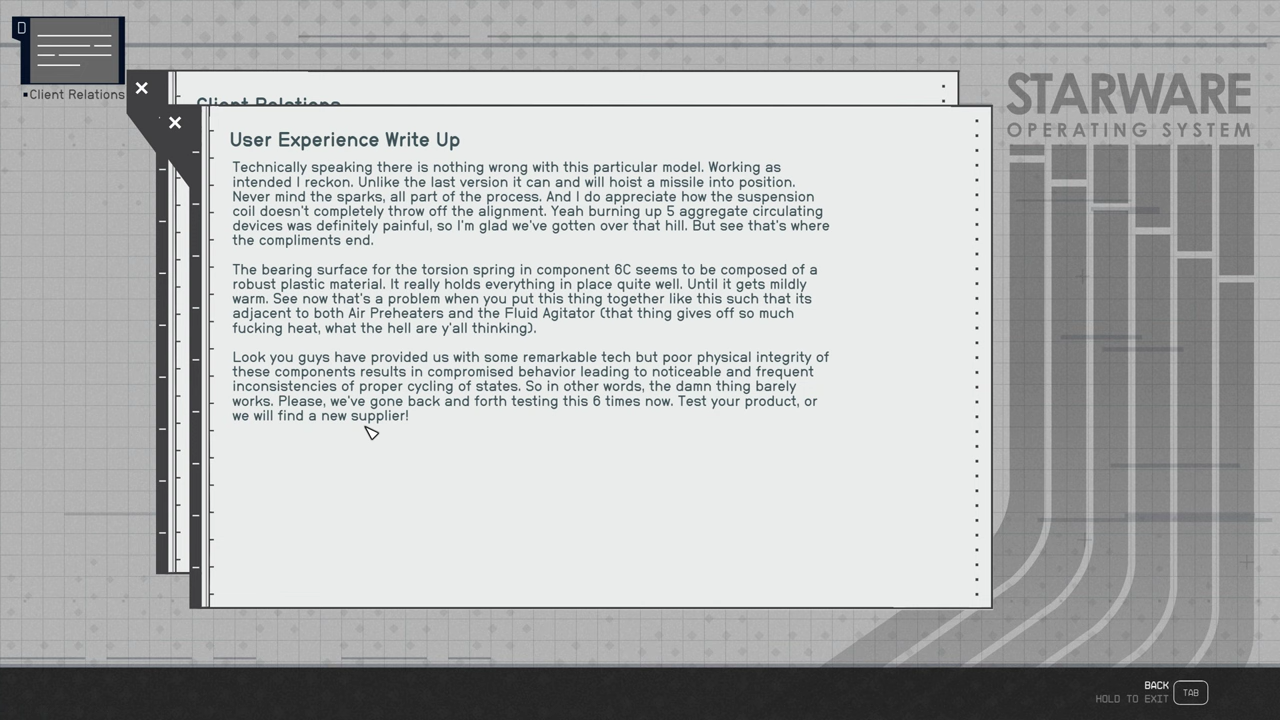 D
Client Relations
Client Relations
STARWARE
OPERATING SYSTEM
User Experience Write Up
Technically speaking there is nothing wrong with this particular model. Working as
intended I reckon. Unlike the last version it can and will hoist a missile into position.
Never mind the sparks, all part of the process. And I do appreciate how the suspension
coil doesn't completely throw off the alignment. Yeah burning up 5 aggregate circulating
devices was definitely painful, so I'm glad we've gotten over that hill. But see that's where
the compliments end.
The bearing surface for the torsion spring in component 6C seems to be composed of a
robust plastic material. It really holds everything in place quite well. Until it gets mildly
warm. See now that's a problem when you put this thing together like this such that its
adjacent to both Air Preheaters and the Fluid Agitator (that thing gives off so much
fucking heat, what the hell are y'all thinking).
Look you guys have provided us with some remarkable tech but poor physical integrity of
these components results in compromised behavior leading to noticeable and frequent
inconsistencies of proper cycling of states. So in other words, the damn thing barely
works. Please, we've gone back and forth testing this 6 times now. Test your product, or
we will find a new supplier!
BACK
HOLD TO EXIT
TAB